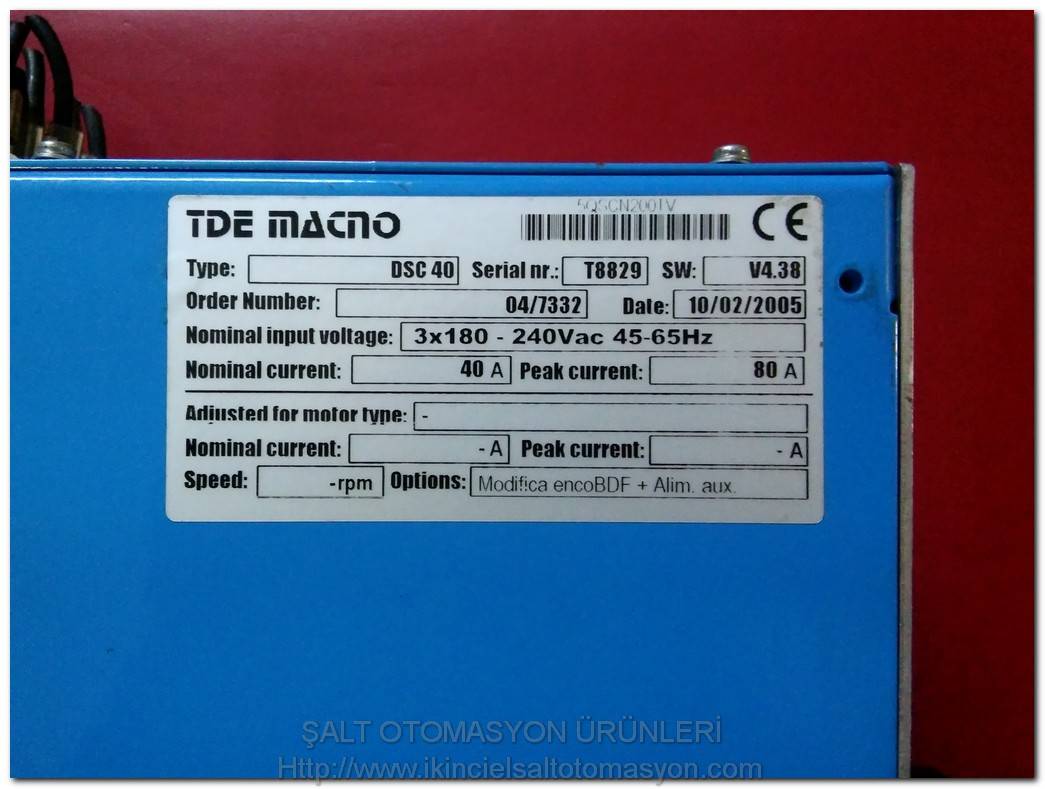 5QSCN200TV
TDE MACNO CE
Type: DSC 40 Serial nr.: T8829 SW: V4.38
Order Number: 04/7332 Date: 10/02/2005
Nominal input voltage: 3x180 - 240Vac 45-65Hz
Nominal current: 40 A Peak current: 80 A
Adjusted for motor type: -
Nominal current: - A Peak current: - A
Speed: -rpm Options: Modifica encoBDF + Alim. aux.
ŞALT OTOMASYON ÜRÜNLERİ
Http://www.ikincielsaltotomasyon.com